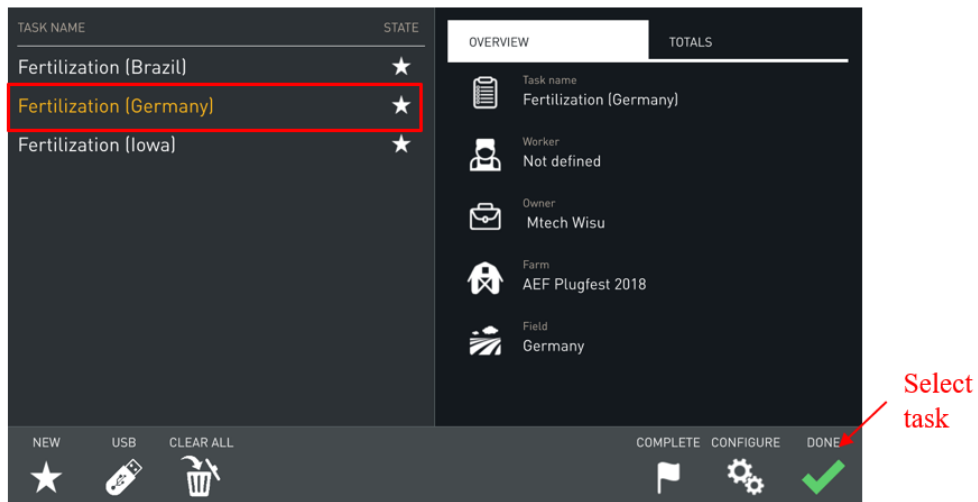 TASK NAME STATE
Fertilization (Brazil)
Fertilization (Germany)
Fertilization (Iowa)
OVERVIEW TOTALS
Task name
Fertilization (Germany)
Worker
Not defined
Owner
Mtech Wisu
Farm
AEF Plugfest 2018
Field
Germany
Select
task
NEW USB CLEAR ALL COMPLETE CONFIGURE DONE